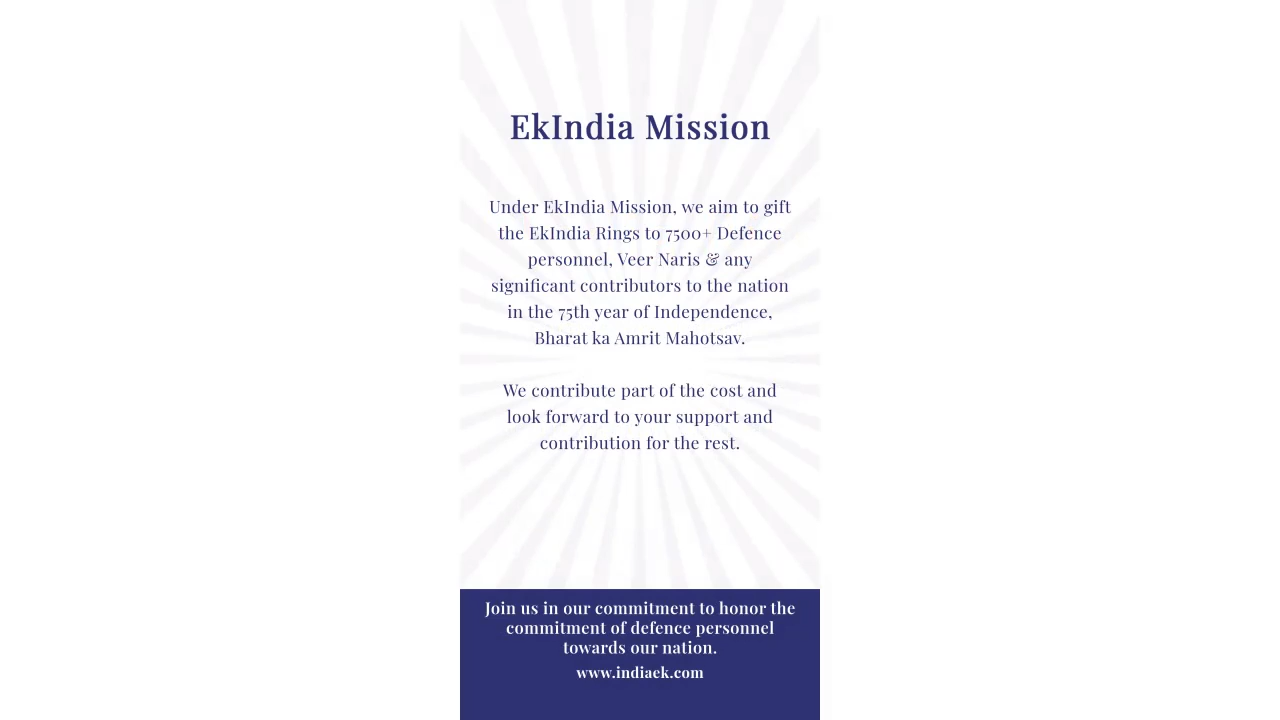 EkIndia Mission
Under EkIndia Mission, we aim to gift
the EkIndia Rings to 7500+ Defence
personnel, Veer Naris & any
significant contributors to the nation
in the 75th year of Independence,
Bharat ka Amrit Mahotsav.
We contribute part of the cost and
look forward to your support and
contribution for the rest.
Join us in our commitment to honor the
commitment of defence personnel
towards our nation.
www.indiaek.com